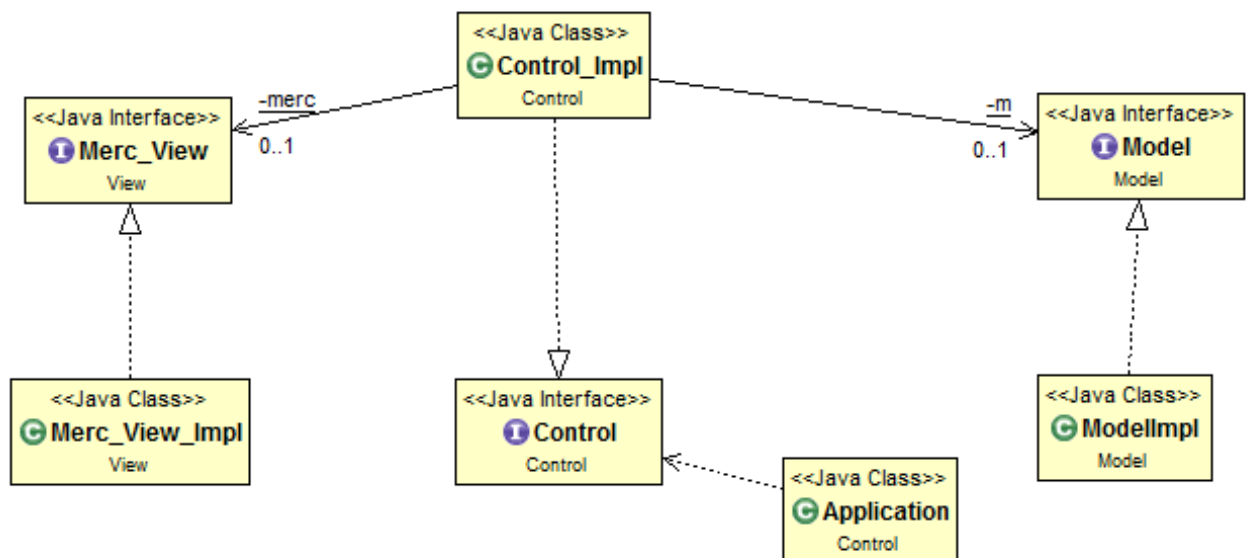 <<Java Class>>
Control_Impl
Control
-merc
0..1
-m
0..1
<<Java Interface>>
Merc_View
View
<<Java Interface>>
Model
Model
<<Java Class>>
Merc_View_Impl
View
<<Java Interface>>
Control
Control
<<Java Class>>
ModelImpl
Model
<<Java Class>>
Application
Control